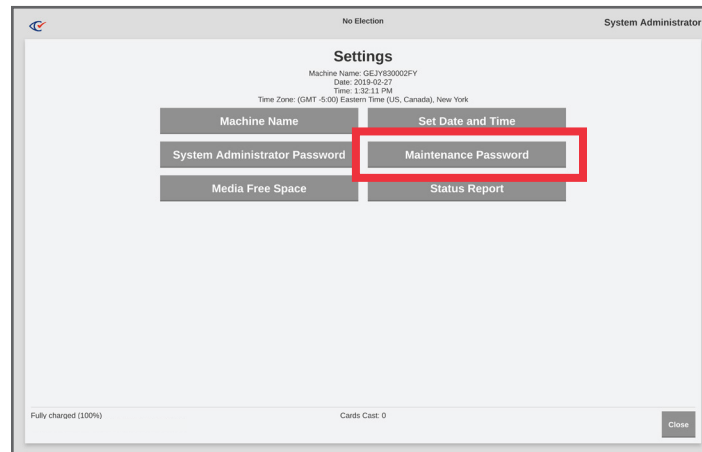 No Election
System Administrator
Settings
Machine Name: GEJY830002FY
Date: 2019-02-27
Time: 1:32:11 PM
Time Zone: (GMT -5:00) Eastern Time (US, Canada), New York
Machine Name
Set Date and Time
System Administrator Password
Maintenance Password
Media Free Space
Status Report
Fully charged (100%)
Cards Cast: 0
Close